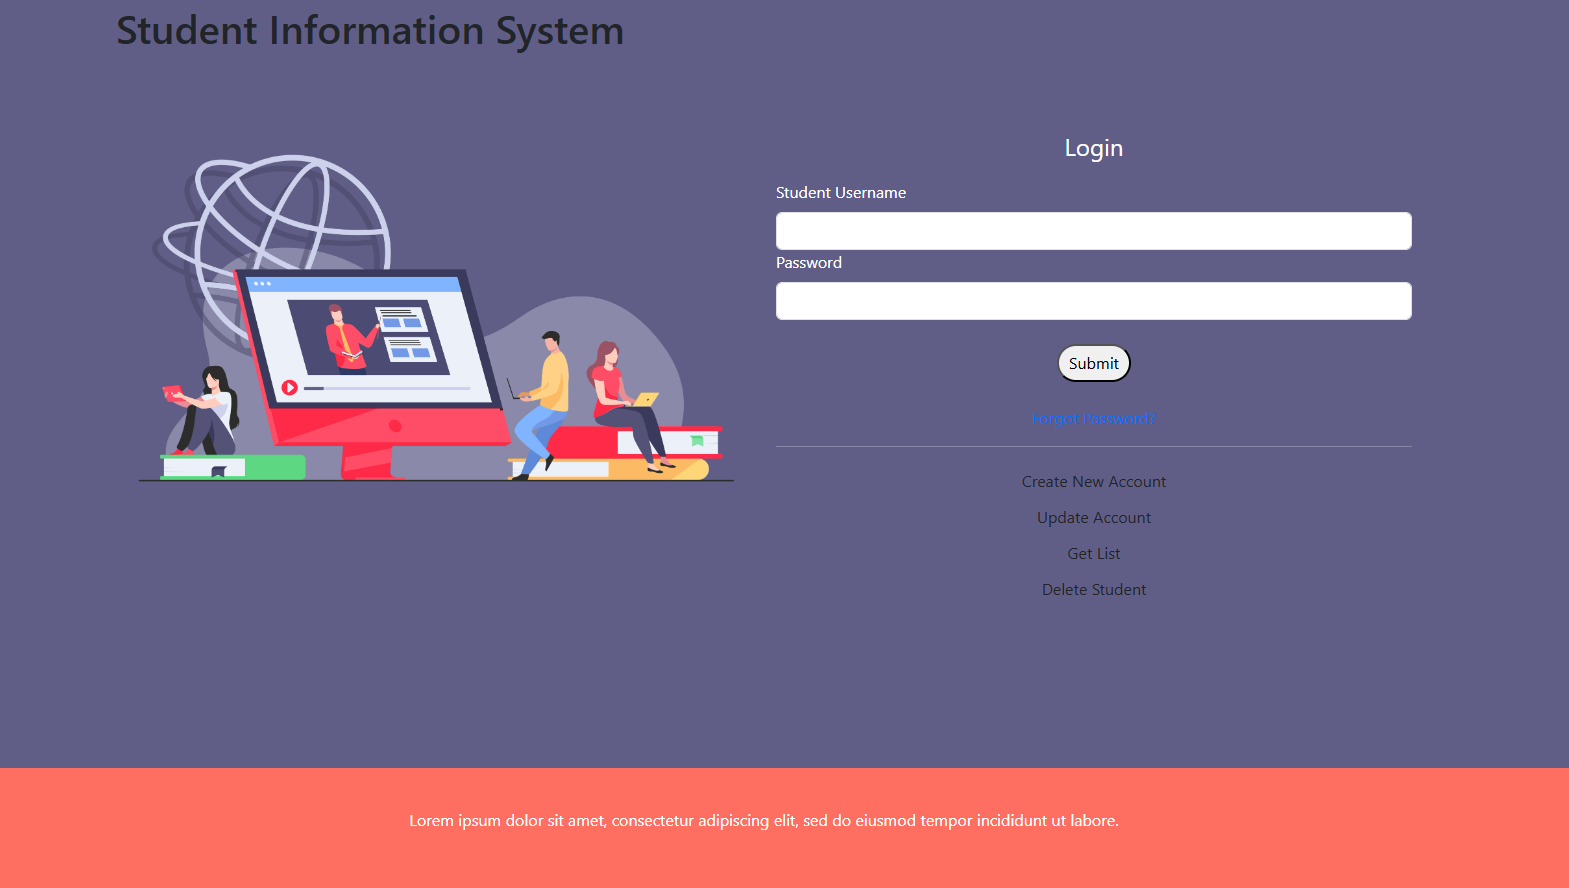 Student Information System
Login
Student Username
Password
Submit
Forgot Password?
Create New Account
Update Account
Get List
Delete Student
Lorem ipsum dolor sit amet, consectetur adipiscing elit, sed do eiusmod tempor incididunt ut labore.